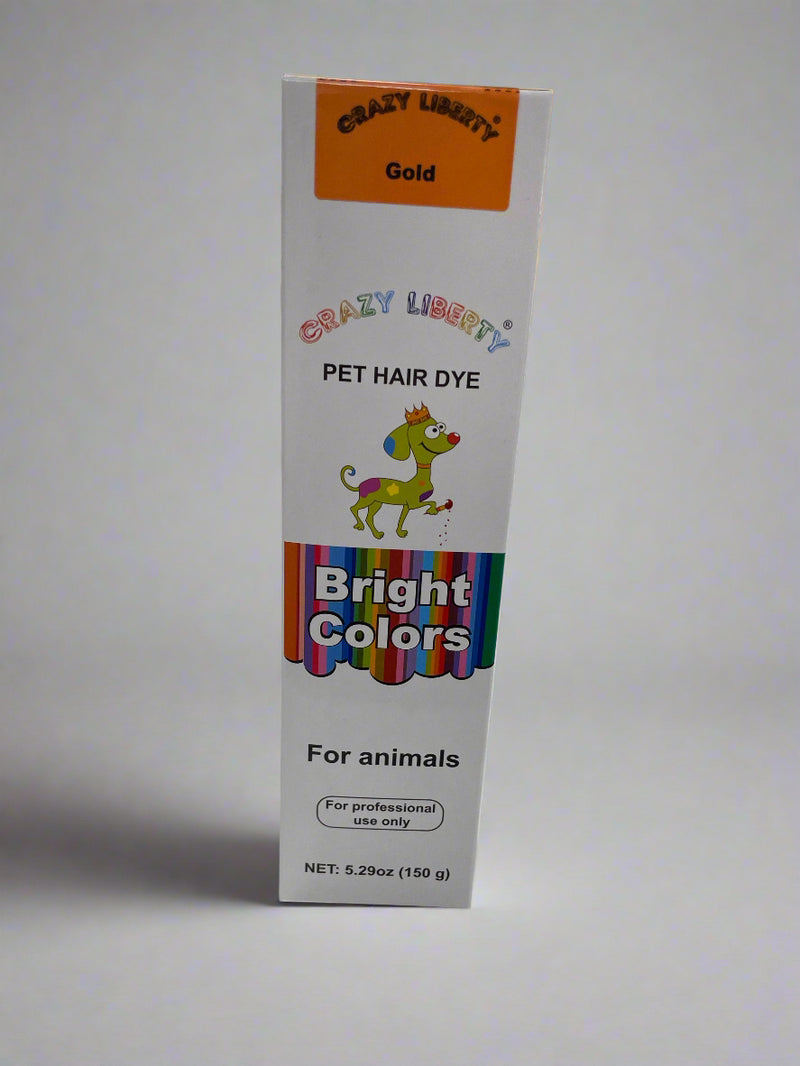 CRAZY LIBERTY®
Gold
CRAZY LIBERTY®
PET HAIR DYE
Bright
Colors
For animals
For professional
use only
NET: 5.29oz (150 g)